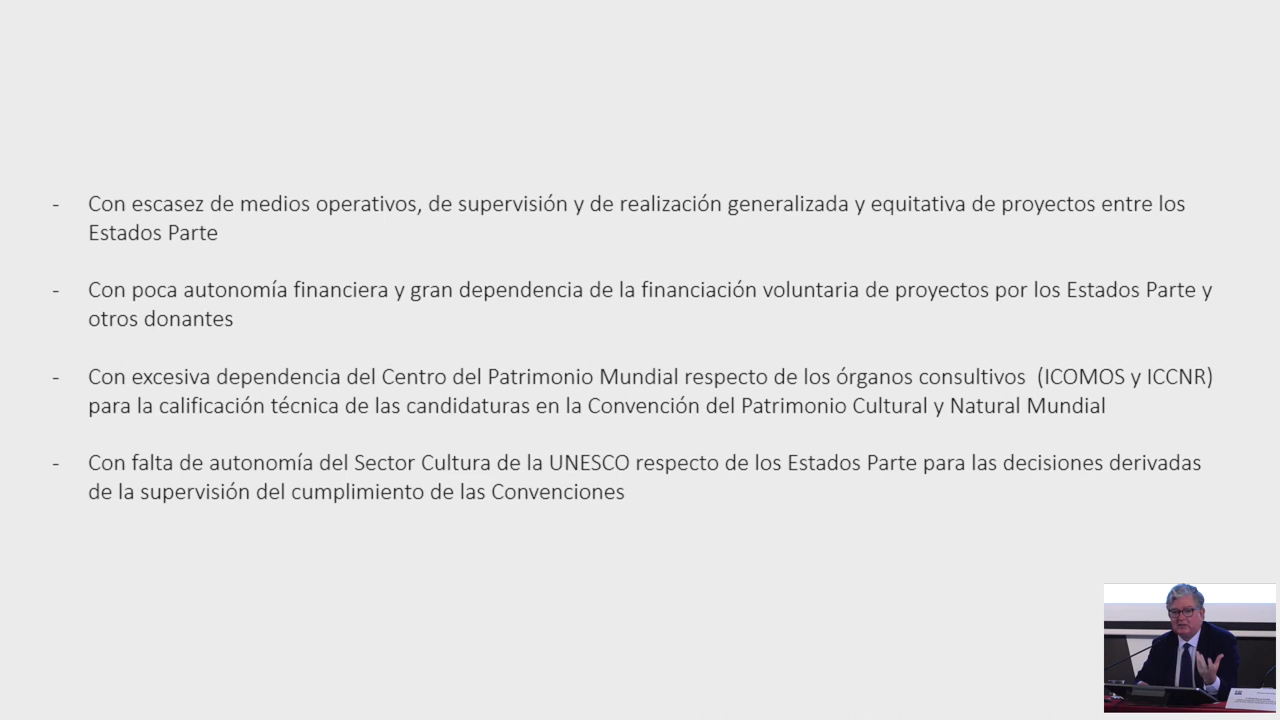 - Con escasez de medios operativos, de supervisión y de realización generalizada y equitativa de proyectos entre los
Estados Parte
- Con poca autonomía financiera y gran dependencia de la financiación voluntaria de proyectos por los Estados Parte y
otros donantes
- Con excesiva dependencia del Centro del Patrimonio Mundial respecto de los órganos consultivos (ICOMOS y ICCNR)
para la calificación técnica de las candidaturas en la Convención del Patrimonio Cultural y Natural Mundial
- Con falta de autonomía del Sector Cultura de la UNESCO respecto de los Estados Parte para las decisiones derivadas
de la supervisión del cumplimiento de las Convenciones